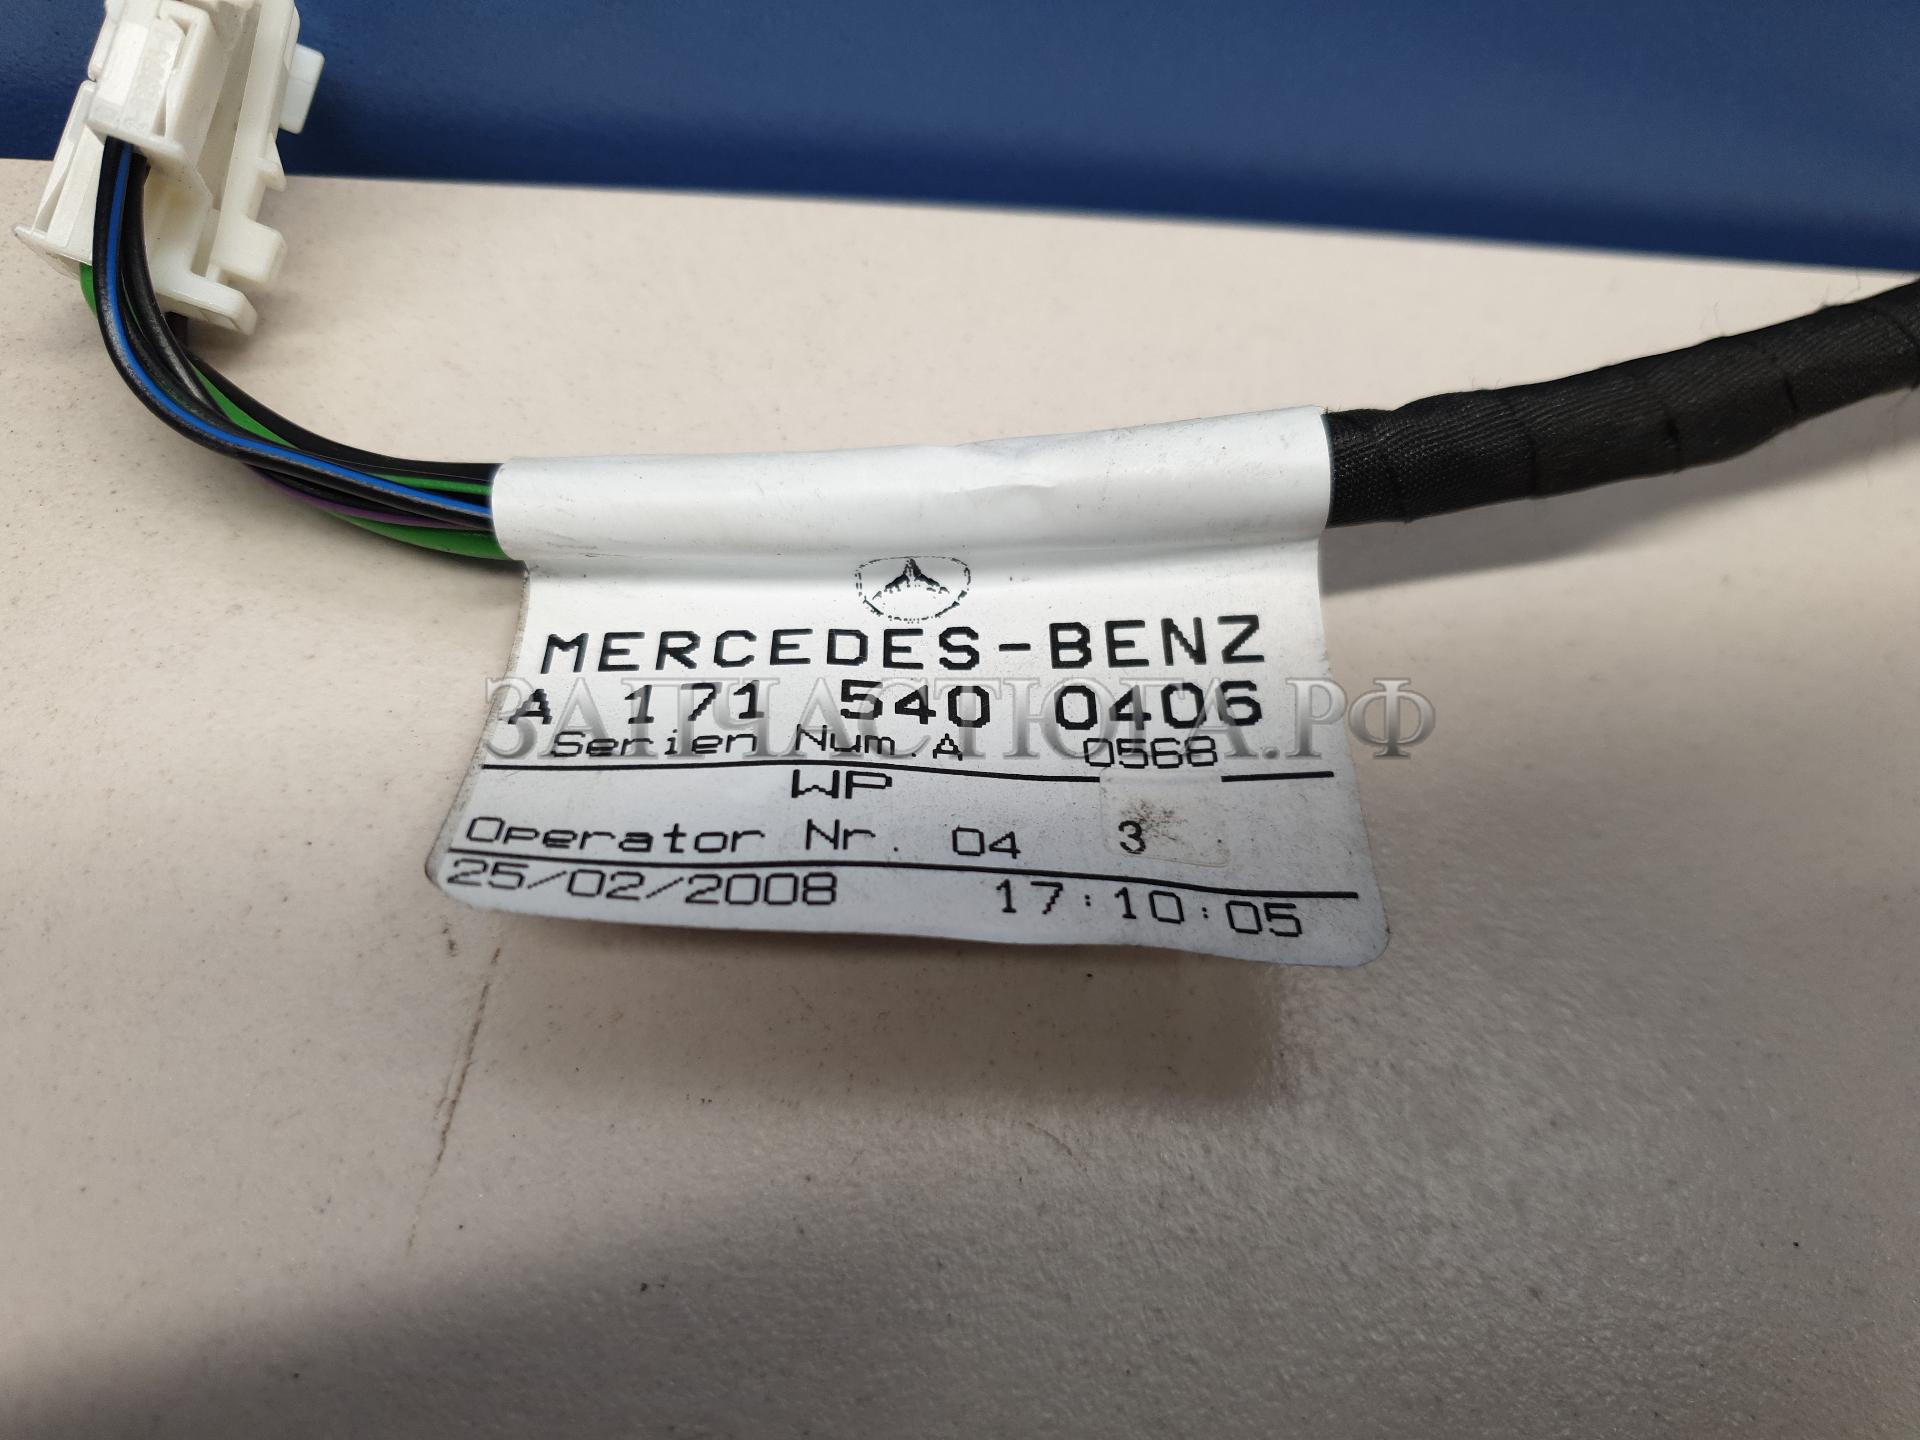 MERCEDES-BENZ
A 171 540 0406
ЗАПЧАСТЮГА.РФ
Serien Num.A 0568
WP
Operator Nr. 04 3
25/02/2008 17:10:05